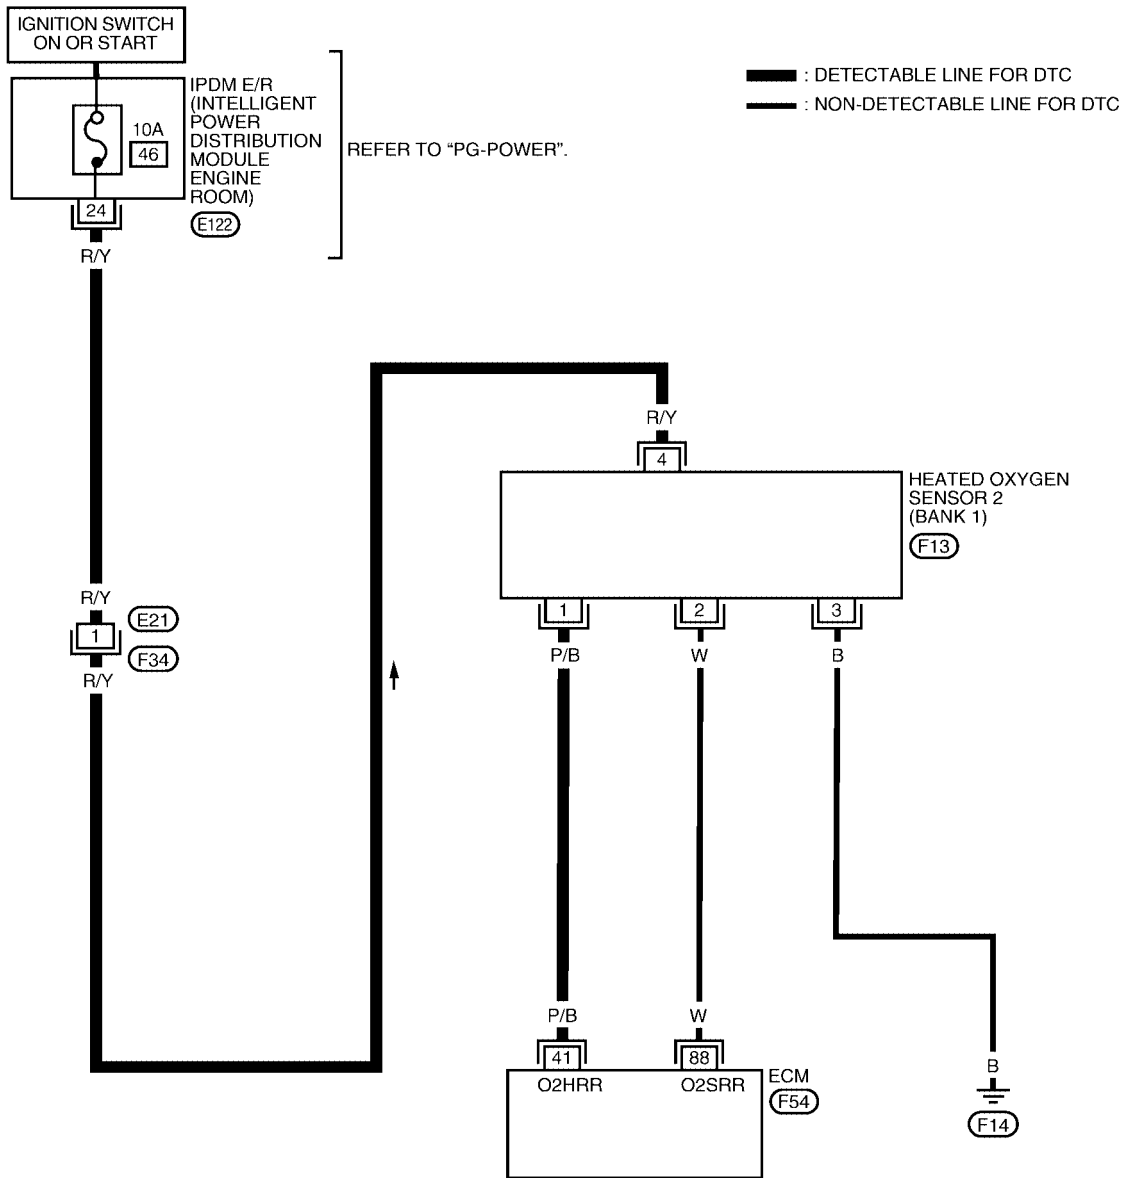 IGNITION SWITCH
ON OR START
IPDM E/R
(INTELLIGENT
POWER
DISTRIBUTION
MODULE
ENGINE
ROOM)
E122
10A
46
24
R/Y
REFER TO “PG-POWER”.
: DETECTABLE LINE FOR DTC
: NON-DETECTABLE LINE FOR DTC
R/Y
4
HEATED OXYGEN
SENSOR 2
(BANK 1)
F13
1
2
3
P/B
W
B
R/Y
1
E21
F34
R/Y
P/B
W
41
88
O2HRR
O2SRR
ECM
F54
B
F14